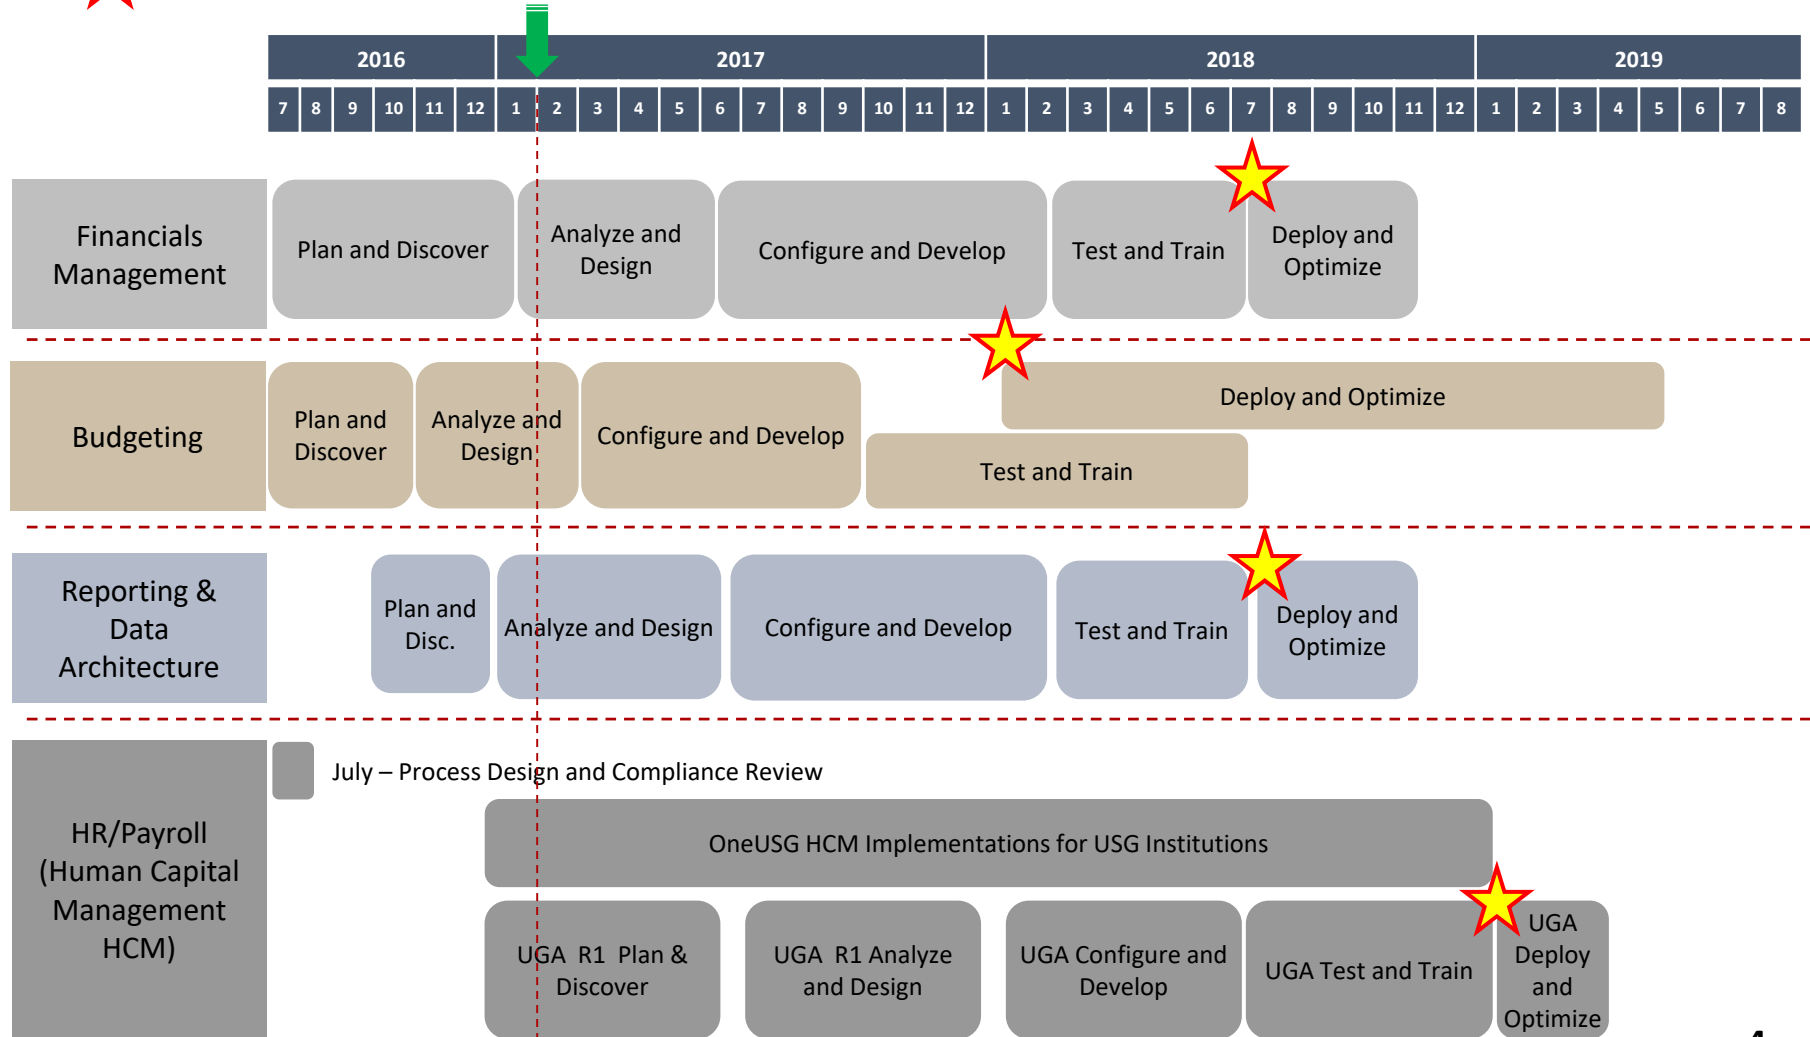 2016 2017 2018 2019
7 8 9 10 11 12 1 2 3 4 5 6 7 8 9 10 11 12 1 2 3 4 5 6 7 8 9 10 11 12 1 2 3 4 5 6 7 8
Financials
Management
Plan and Discover
Analyze and
Design
Configure and Develop
Test and Train
Deploy and
Optimize
Budgeting
Plan and
Discover
Analyze and
Design
Configure and Develop
Deploy and Optimize
Test and Train
Reporting &
Data
Architecture
Plan and
Disc.
Analyze and Design
Configure and Develop
Test and Train
Deploy and
Optimize
HR/Payroll
(Human Capital
Management
HCM)
July – Process Design and Compliance Review
OneUSG HCM Implementations for USG Institutions
UGA R1 Plan &
Discover
UGA R1 Analyze
and Design
UGA Configure and
Develop
UGA Test and Train
UGA
Deploy
and
Optimize